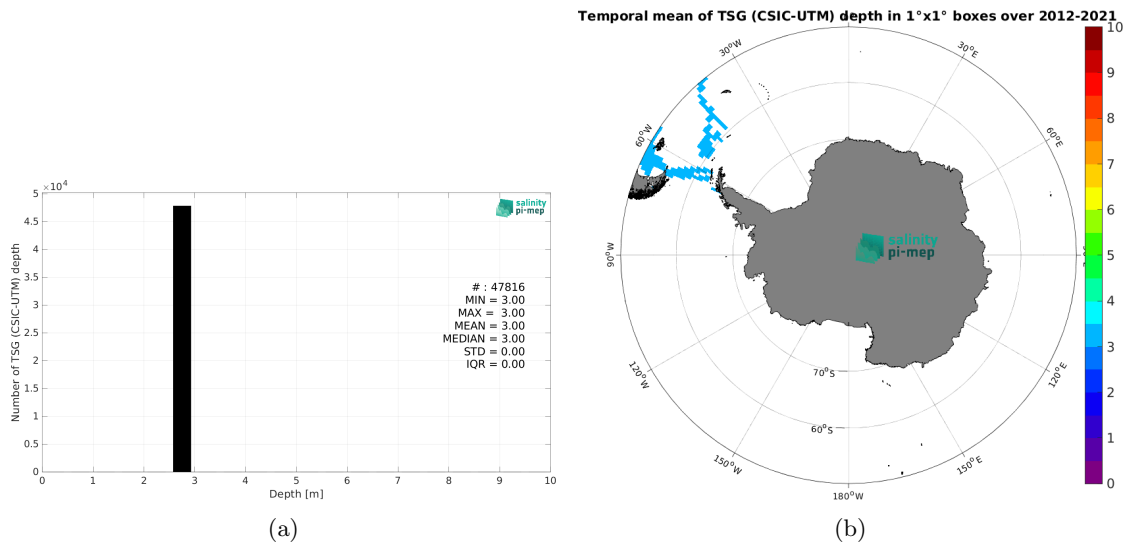 Temporal mean of TSG (CSIC-UTM) depth in 1°x1° boxes over 2012-2021
×10⁴
5
4.5
4
3.5
3
2.5
2
1.5
1
0.5
0
Number of TSG (CSIC-UTM) depth
salinity
pi-mep
# : 47816
MIN = 3.00
MAX = 3.00
MEAN = 3.00
MEDIAN = 3.00
STD = 0.00
IQR = 0.00
0 1 2 3 4 5 6 7 8 9 10
Depth [m]
(a)
30°W
30°E
60°W
60°E
90°W
salinity
pi-mep
70°S
120°W
120°E
60°S
150°W
150°E
180°W
10
9
8
7
6
5
4
3
2
1
0
(b)